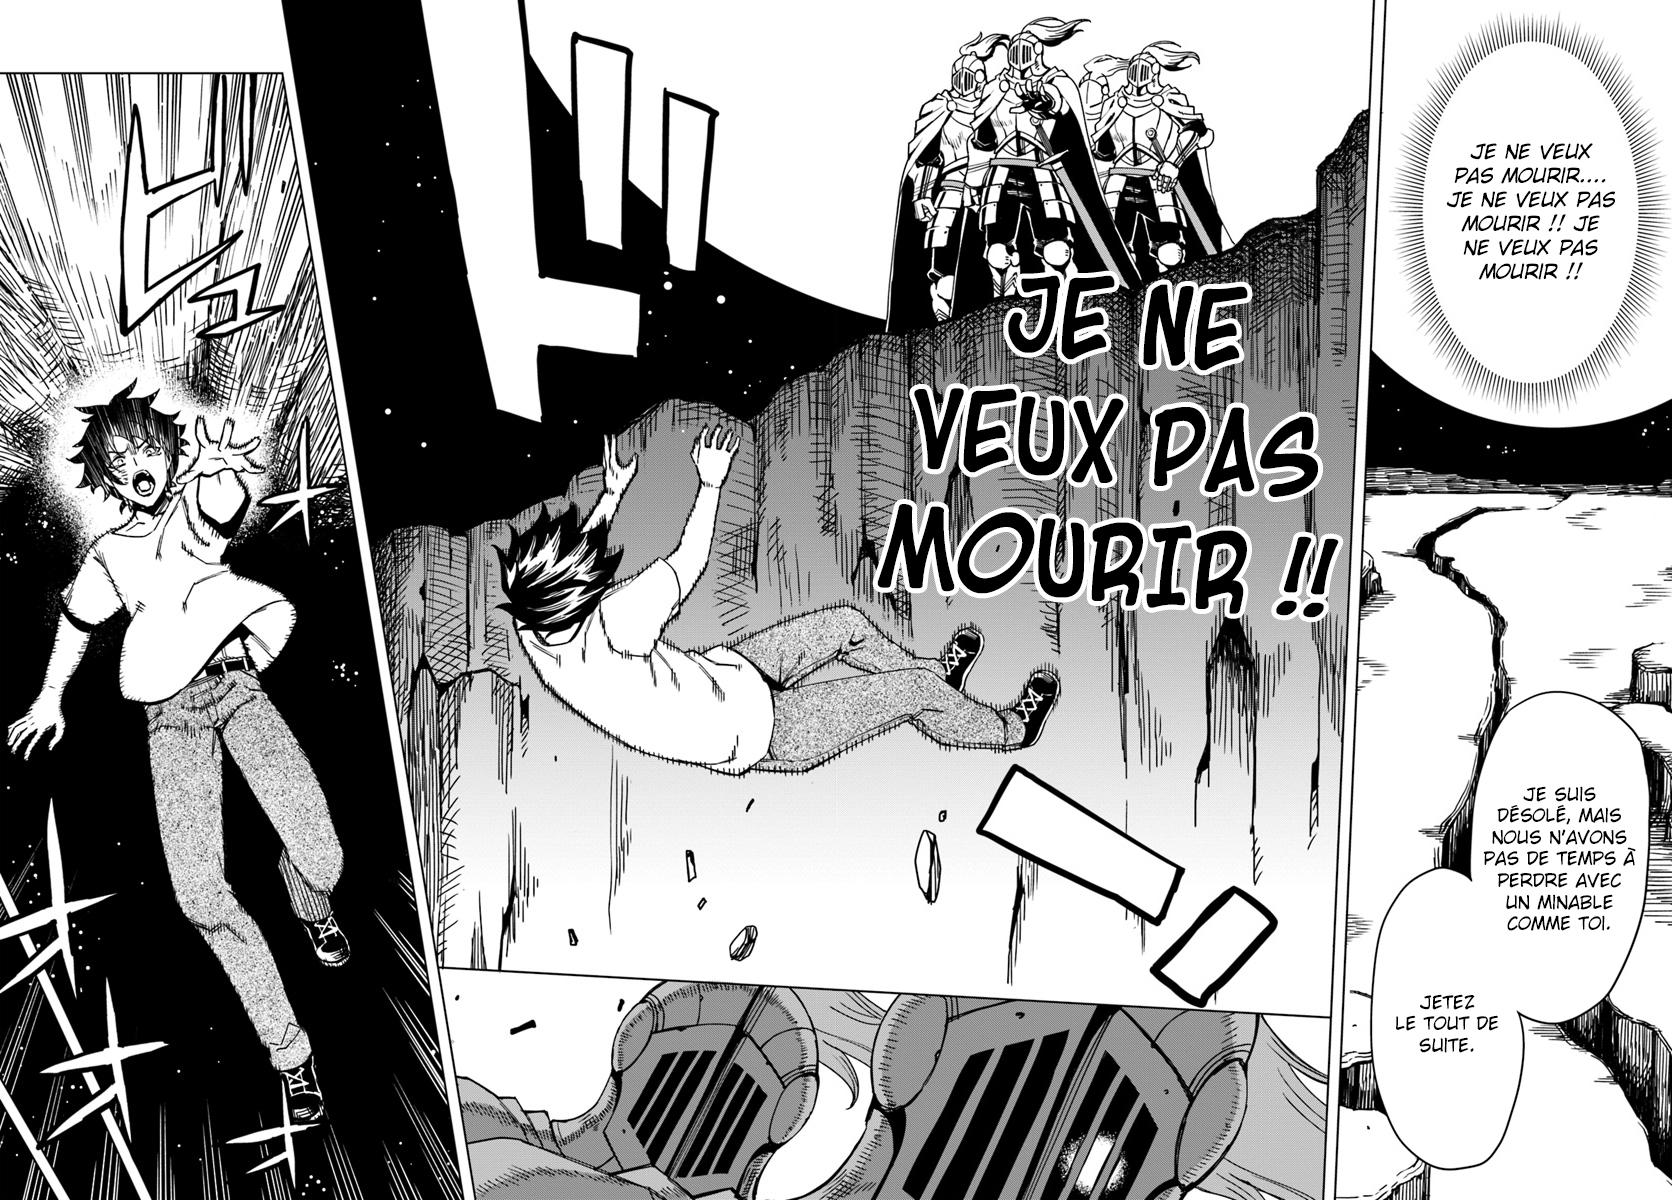 JE NE VEUX
PAS MOURIR....
JE NE VEUX PAS
MOURIR !! JE
NE VEUX PAS
MOURIR !!
JE SUIS
DÉSOLÉ, MAIS
NOUS N'AVONS
PAS DE TEMPS À
PERDRE AVEC
UN MINABLE
COMME TOI.
JETEZ
LE TOUT DE
SUITE.
JE NE
VEUX PAS
MOURIR !!
ビュ